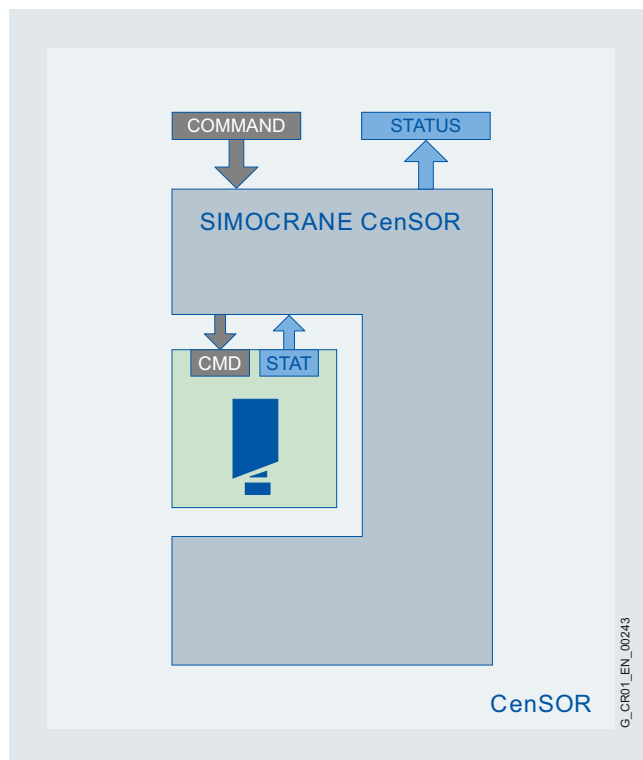 COMMAND
STATUS
SIMOCRANE CenSOR
CMD
STAT
CenSOR
G_CR01_EN_00243